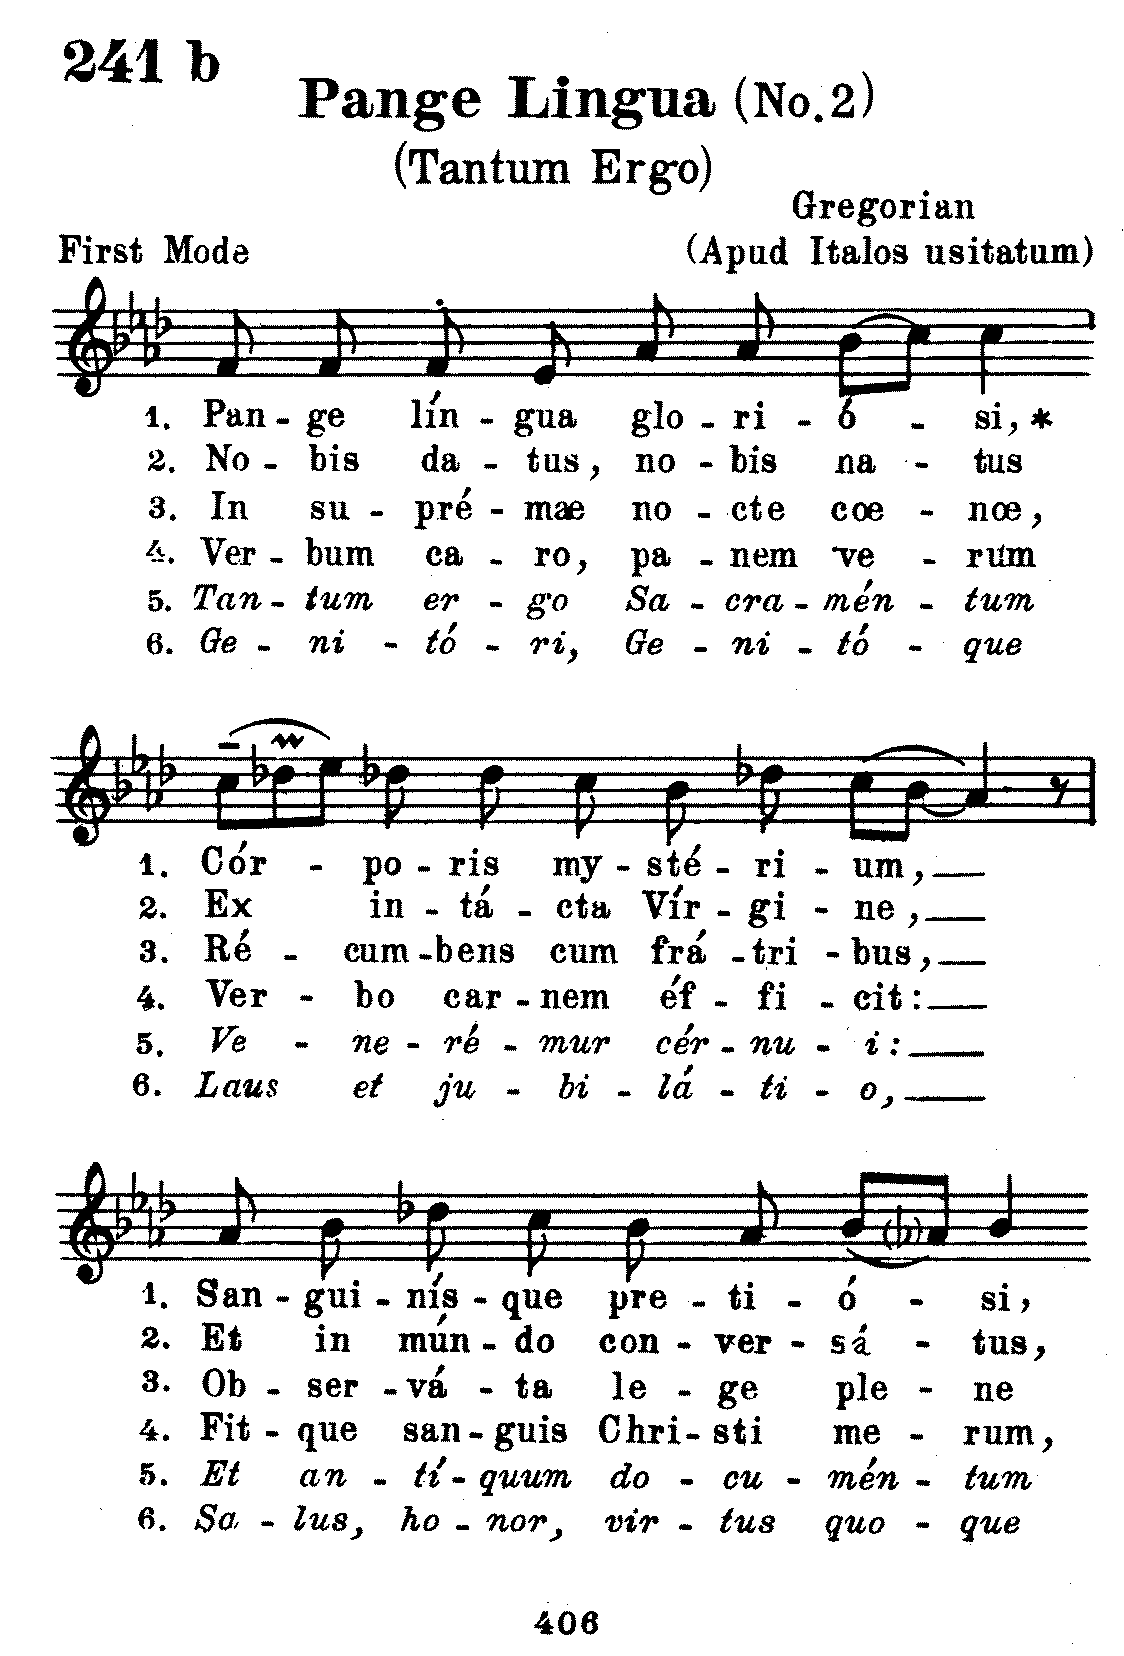 241 b
Pange Lingua (No. 2)
(Tantum Ergo)
Gregorian
First Mode (Apud Italos usitatum)
1. Pan - ge lín - gua glo - ri - ó - si, *
2. No - bis da - tus, no - bis na - tus
3. In su - pré - mæ no - cte cœ - nœ,
4. Ver - bum ca - ro, pa - nem ve - rum
5. Tan - tum er - go Sa - cra - mén - tum
6. Ge - ni - tó - ri, Ge - ni - tó - que
1. Cór - po - ris my - sté - ri - um,
2. Ex in - tá - cta Vír - gi - ne,
3. Ré - cum - bens cum frá - tri - bus,
4. Ver - bo car - nem éf - fi - cit:
5. Ve - ne - ré - mur cér - nu - i:
6. Laus et ju - bi - lá - ti - o,
1. San - gui - nís - que pre - ti - ó - si,
2. Et in mún - do con - ver - sá - tus,
3. Ob - ser - vá - ta le - ge ple - ne
4. Fit - que san - guis Chri - sti me - rum,
5. Et an - tí - quum do - cu - mén - tum
6. Sa - lus, ho - nor, vir - tus quo - que
406